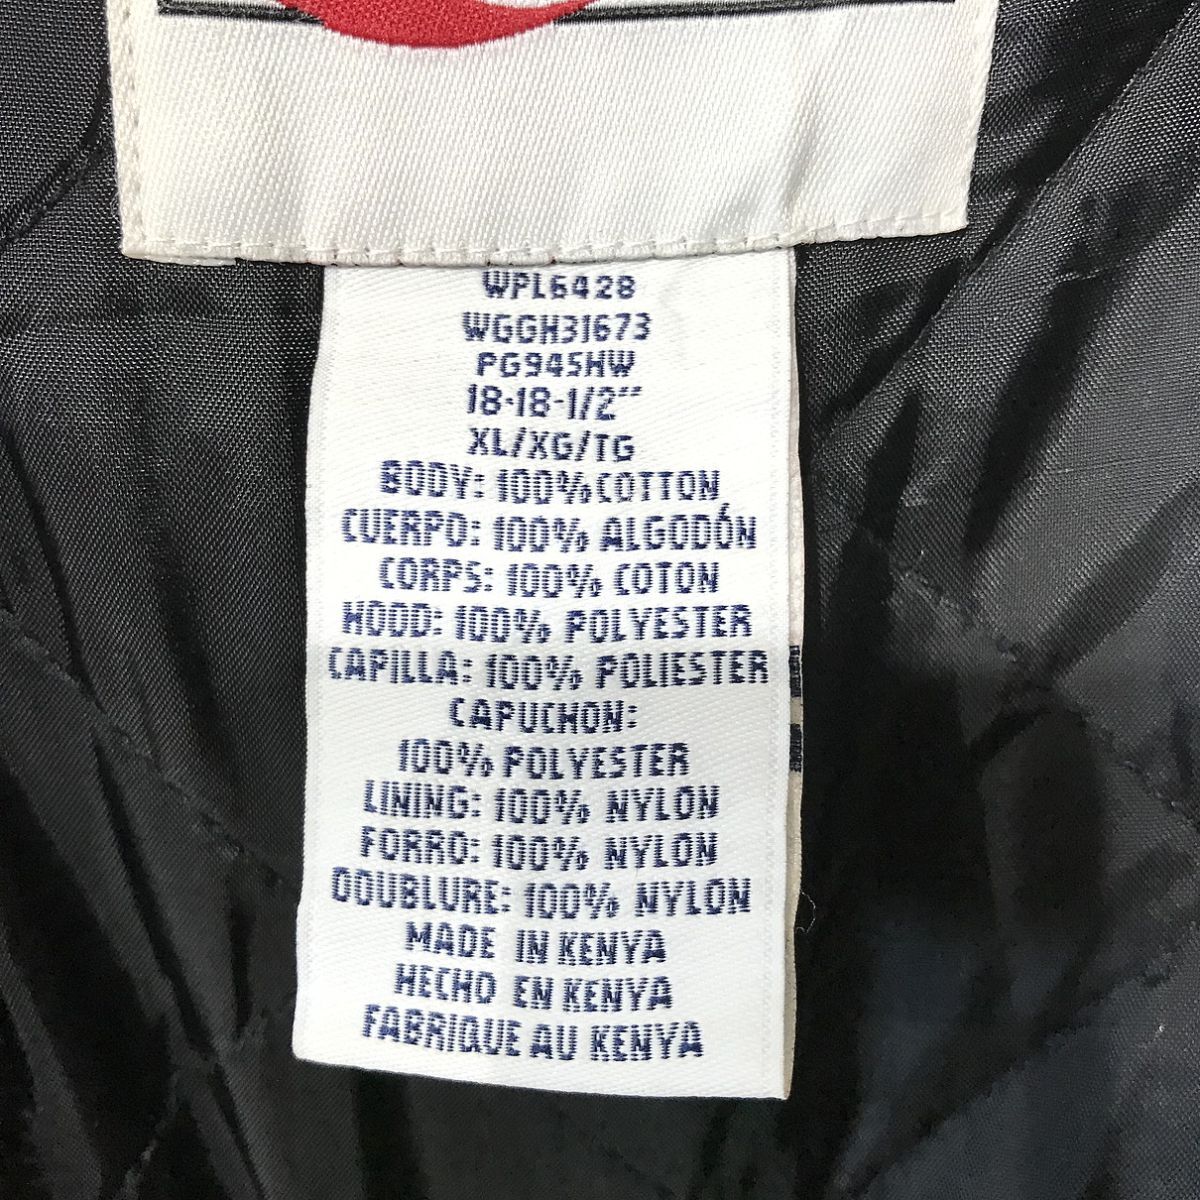 WPL6428
WGGH31673
PG945HW
18-18-1/2"
XL/XG/TG
BODY: 100% COTTON
CUERPO: 100% ALGODÓN
CORPS: 100% COTON
HOOD: 100% POLYESTER
CAPILLA: 100% POLIESTER
CAPUCHON:
100% POLYESTER
LINING: 100% NYLON
FORRO: 100% NYLON
DOUBLURE: 100% NYLON
MADE IN KENYA
HECHO EN KENYA
FABRIQUE AU KENYA